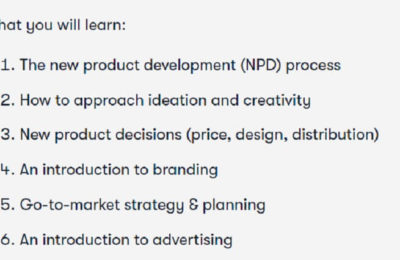 hat you will learn:
1. The new product development (NPD) process
2. How to approach ideation and creativity
3. New product decisions (price, design, distribution)
4. An introduction to branding
5. Go-to-market strategy & planning
6. An introduction to advertising